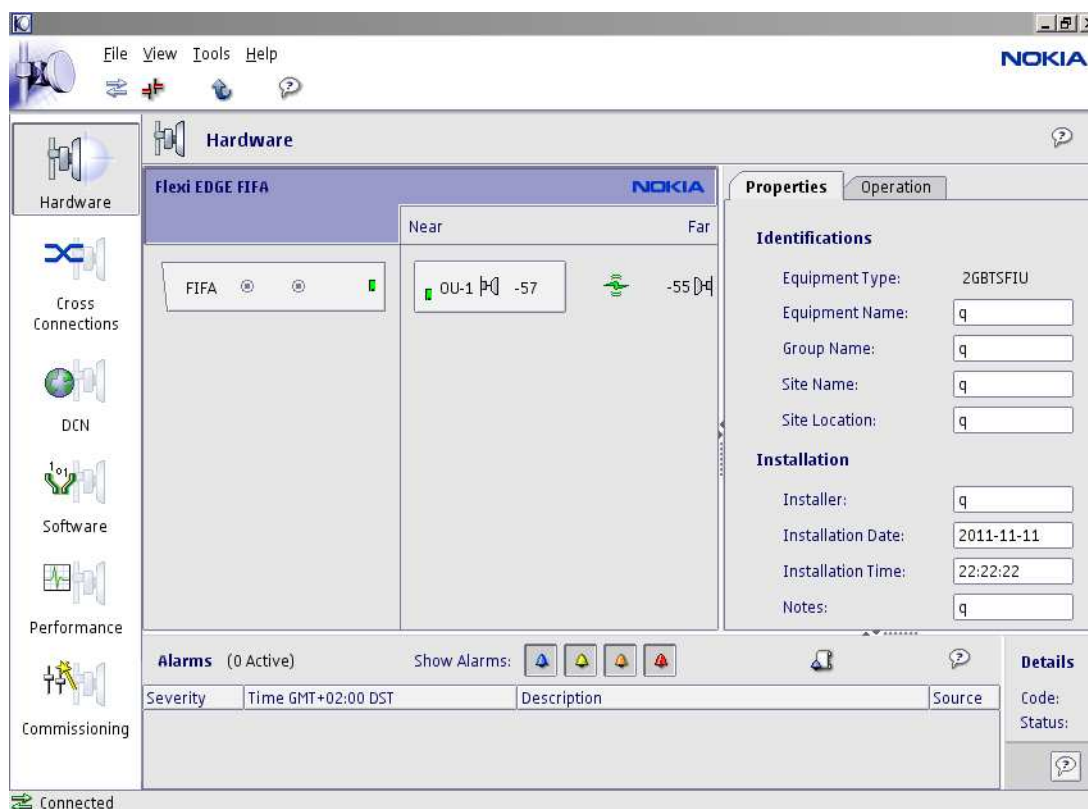 File View Tools Help
NOKIA
Hardware
Hardware
Cross
Connections
DCN
Software
Performance
Commissioning
Flexi EDGE FIFA
NOKIA
Near
Far
FIFA
OU-1
-57
-55
Properties
Operation
Identifications
Equipment Type: 2GBTSFIU
Equipment Name: q
Group Name: q
Site Name: q
Site Location: q
Installation
Installer: q
Installation Date: 2011-11-11
Installation Time: 22:22:22
Notes: q
Alarms (0 Active)
Show Alarms:
Severity Time GMT+02:00 DST Description Source
Details
Code:
Status:
Connected